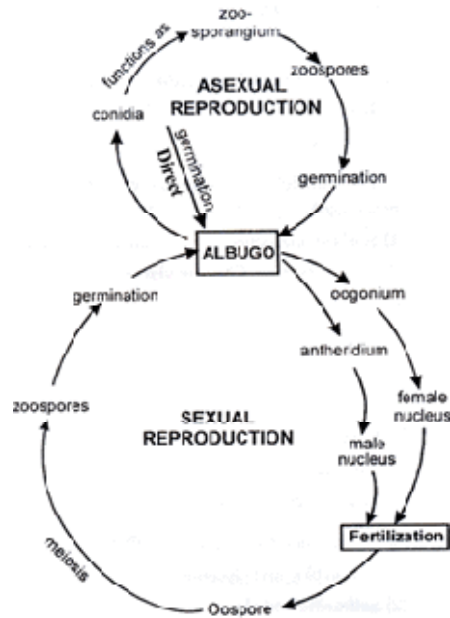 zoo-
sporangium
functions as
zoospores
ASEXUAL
REPRODUCTION
conidia
germination
Direct
germination
ALBUGO
germination
oogonium
antheridium
zoospores
female
nucleus
SEXUAL
REPRODUCTION
male
nucleus
Fertilization
meiosis
Oospore